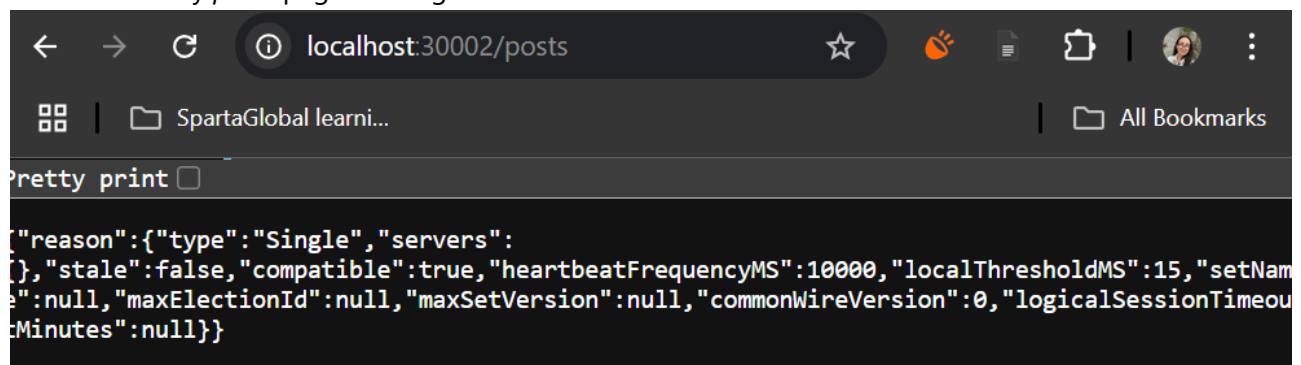 localhost:30002/posts
SpartaGlobal learni...
All Bookmarks
Pretty print
{"reason":{"type":"Single","servers":
{},"stale":false,"compatible":true,"heartbeatFrequencyMS":10000,"localThresholdMS":15,"setNam
e":null,"maxElectionId":null,"maxSetVersion":null,"commonWireVersion":0,"logicalSessionTimeou
tMinutes":null}}